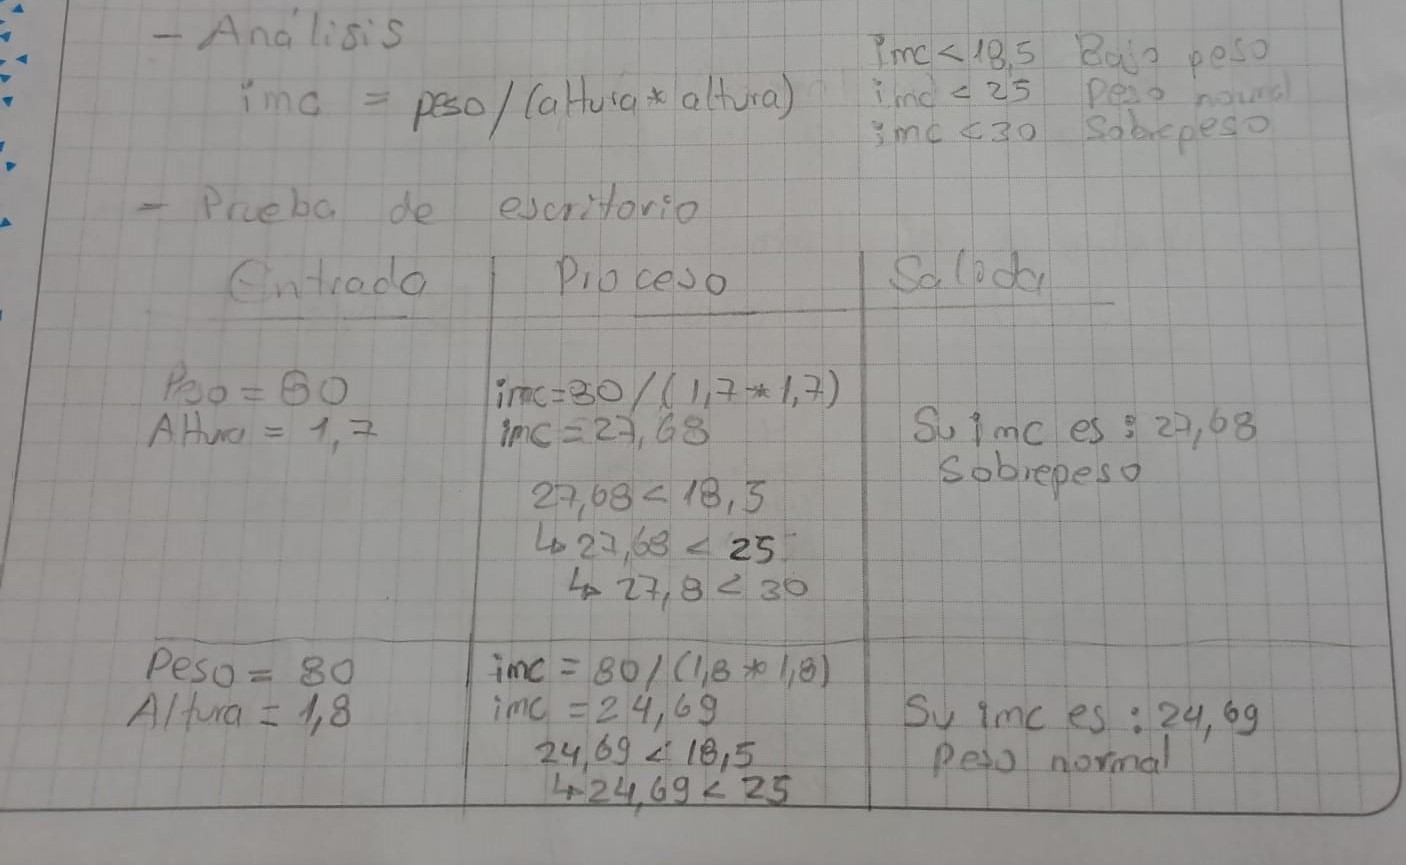 - Análisis
imc = peso/(altura * altura)
imc < 18,5 Bajo peso
imc < 25 Peso normal
imc < 30 Sobrepeso
- Prueba de escritorio
Entrada Proceso Salida
Peso = 80 imc=80/(1,7*1,7)
Altura = 1,7 imc=27,68 Su imc es: 27,68
Sobrepeso
27,68 < 18,5
↳ 27,68 < 25
↳ 27,8 < 30
Peso = 80 imc = 80/(1,8*1,8)
Altura = 1,8 imc = 24,69 Su imc es: 24,69
24,69 < 18,5 Peso normal
↳ 24,69 < 25